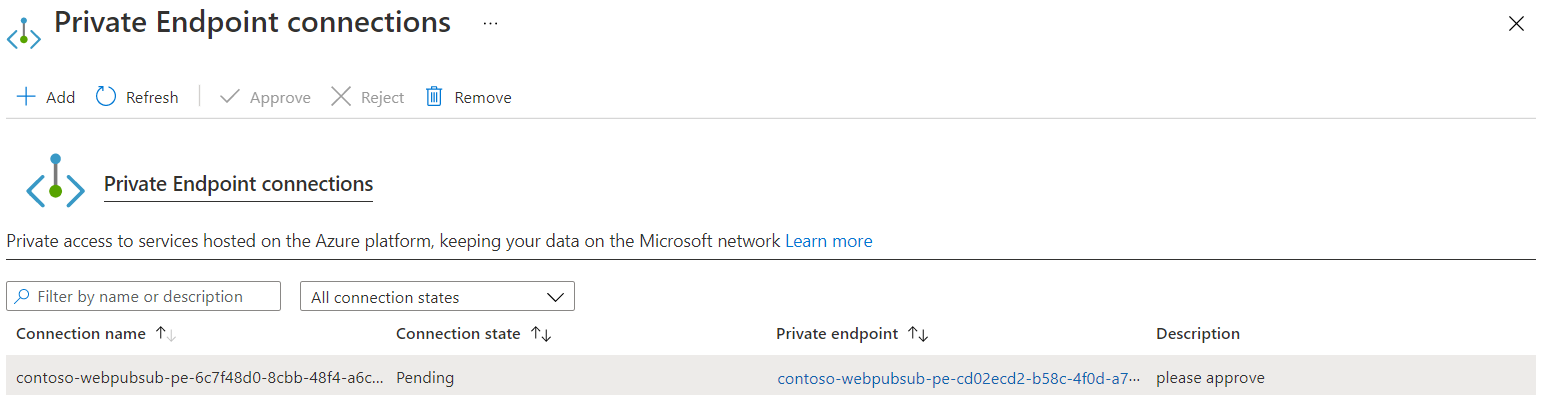 Private Endpoint connections ...
Add Refresh Approve Reject Remove
Private Endpoint connections
Private access to services hosted on the Azure platform, keeping your data on the Microsoft network Learn more
Filter by name or description All connection states
Connection name Connection state Private endpoint Description
contoso-webpubsub-pe-6c7f48d0-8cbb-48f4-a6c... Pending contoso-webpubsub-pe-cd02ecd2-b58c-4f0d-a7... please approve